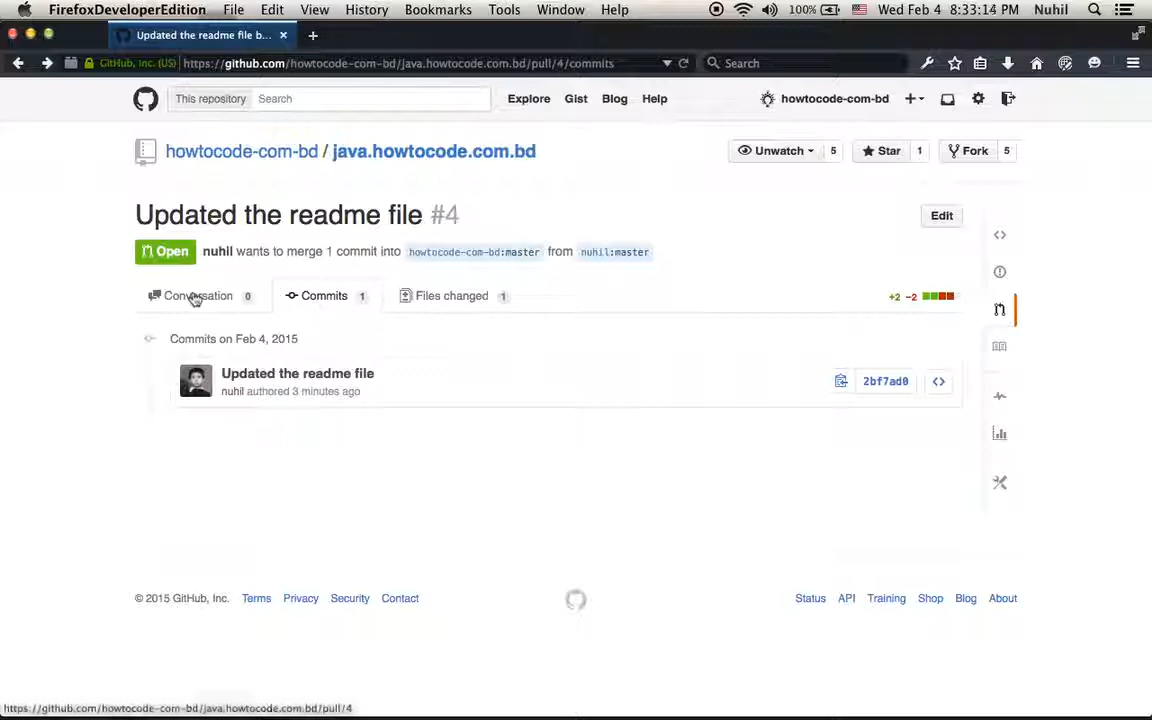 FirefoxDeveloperEdition File Edit View History Bookmarks Tools Window Help 100% Wed Feb 4 8:33:14 PM Nuhil
Updated the readme file b...
GitHub, Inc. (US) https://github.com/howtocode-com-bd/java.howtocode.com.bd/pull/4/commits Search
This repository Search Explore Gist Blog Help howtocode-com-bd
howtocode-com-bd / java.howtocode.com.bd Unwatch 5 Star 1 Fork 5
Updated the readme file #4 Edit
Open nuhil wants to merge 1 commit into howtocode-com-bd:master from nuhil:master
Conversation 0 Commits 1 Files changed 1 +2 −2
Commits on Feb 4, 2015
Updated the readme file
nuhil authored 3 minutes ago 2bf7ad0
© 2015 GitHub, Inc. Terms Privacy Security Contact Status API Training Shop Blog About
https://github.com/howtocode-com-bd/java.howtocode.com.bd/pull/4